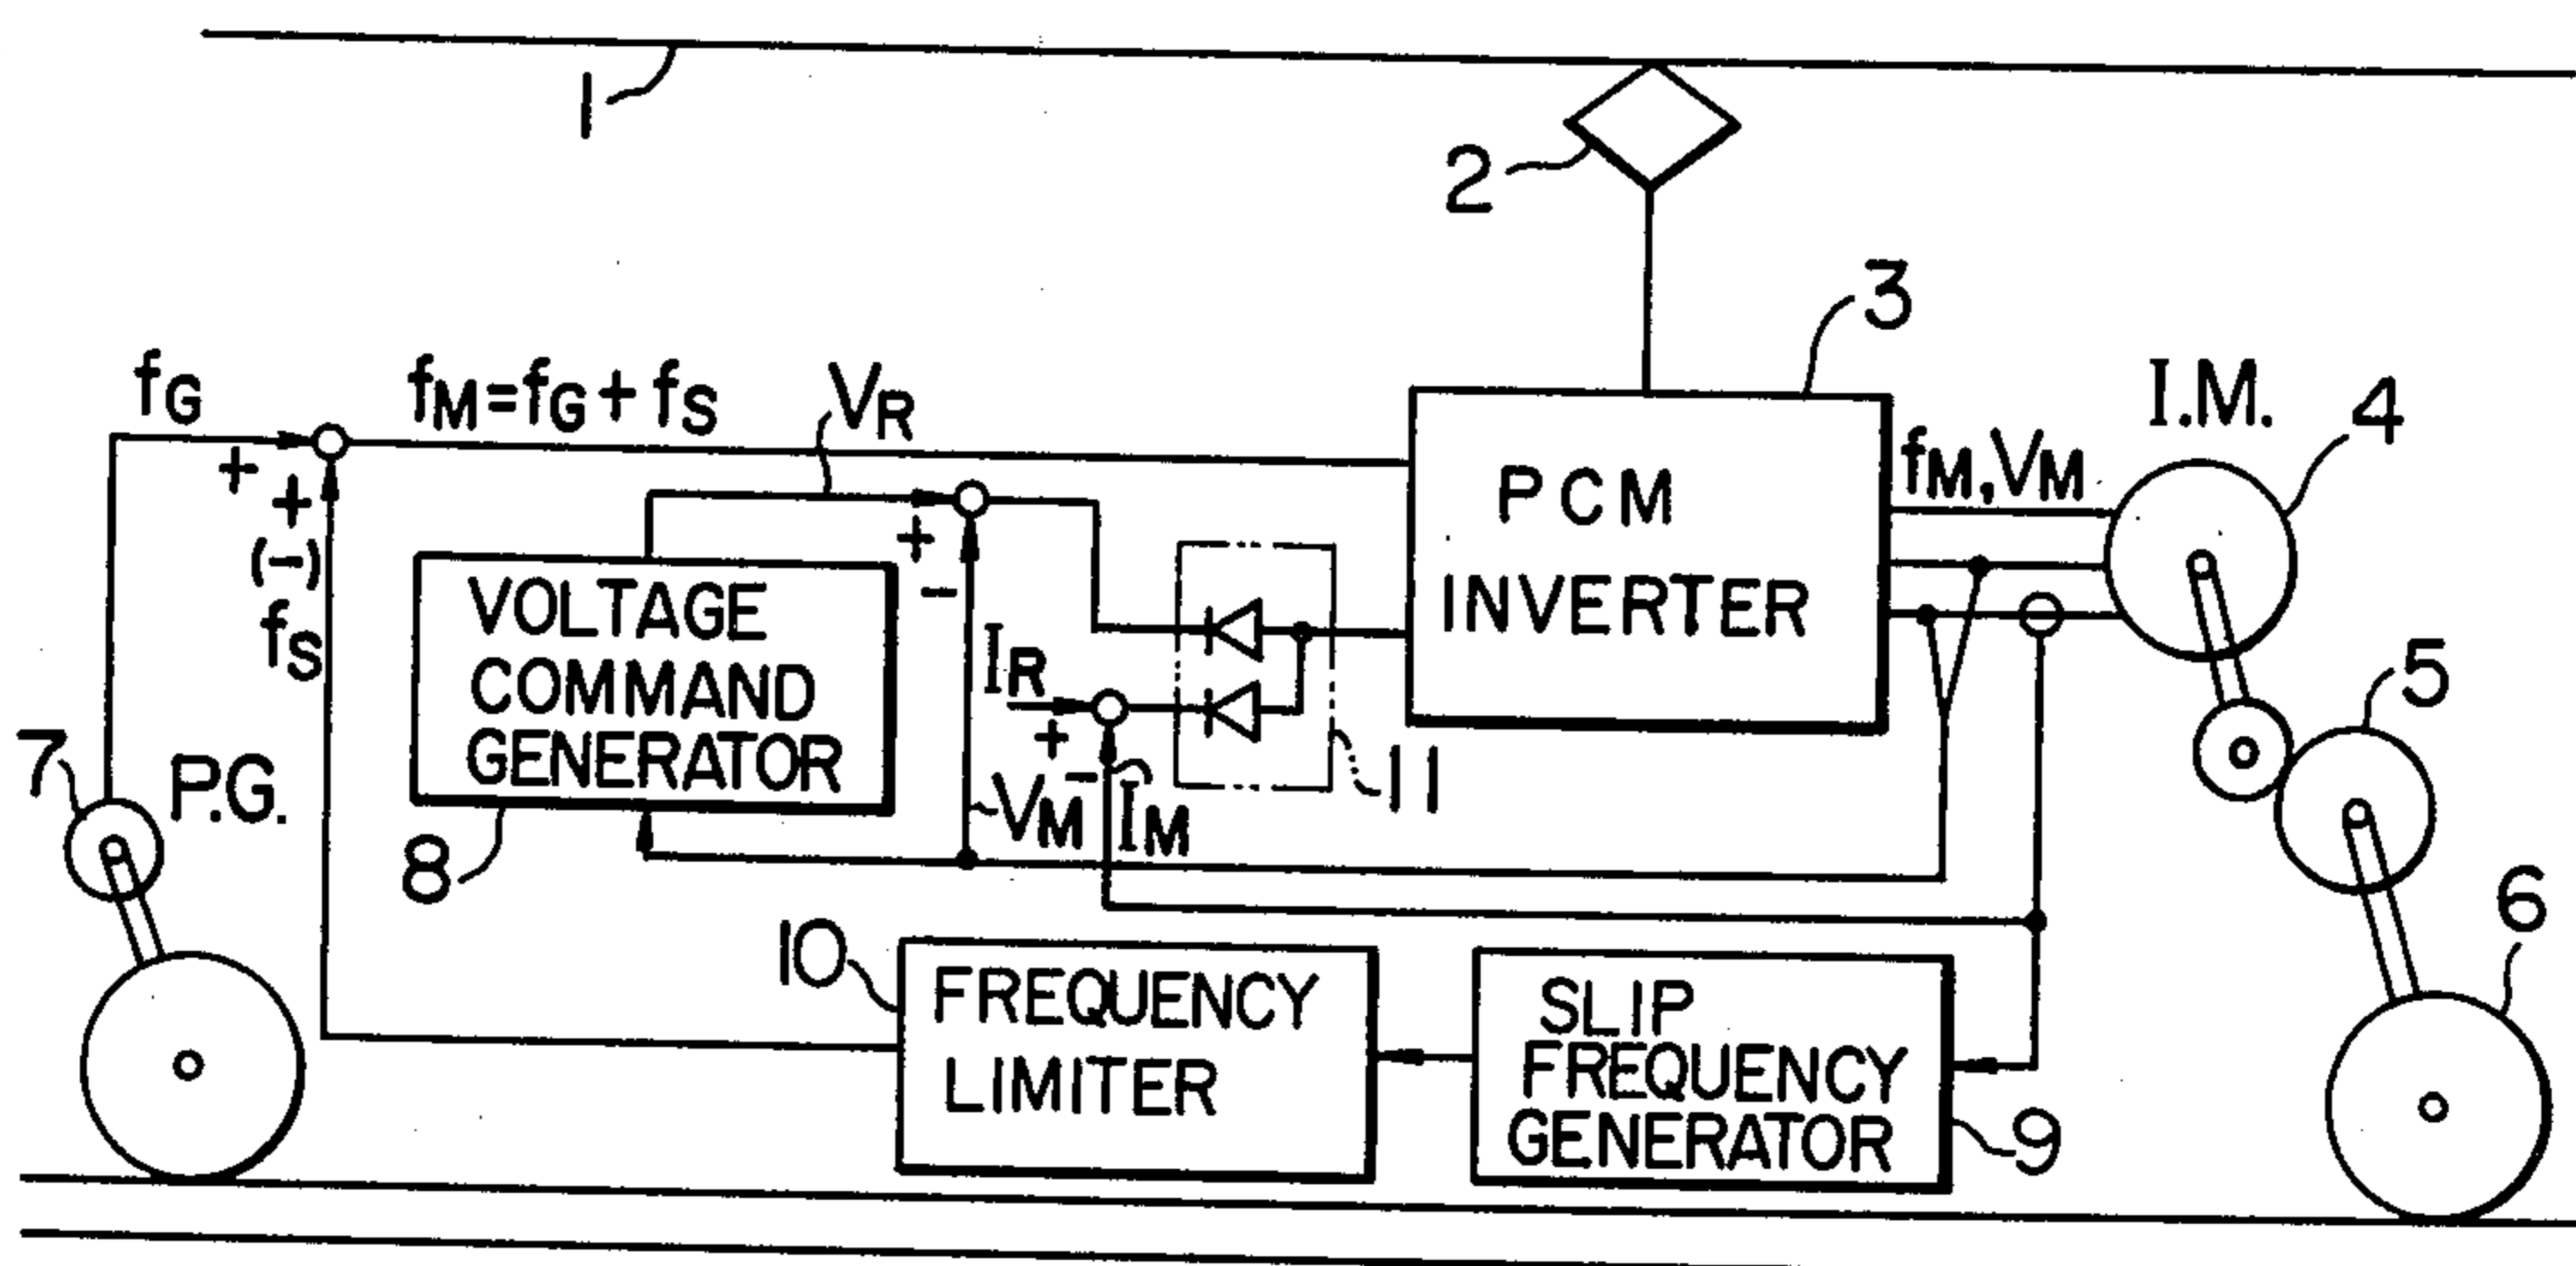 1
2
3
fG
fM=fG+fS
VR
I.M.
4
fM,VM
+
+
(-)
fS
PCM
INVERTER
+
-
VOLTAGE
COMMAND
GENERATOR
IR
+
-
5
7
P.G.
VM
IM
11
8
6
10
FREQUENCY
LIMITER
SLIP
FREQUENCY
GENERATOR
9